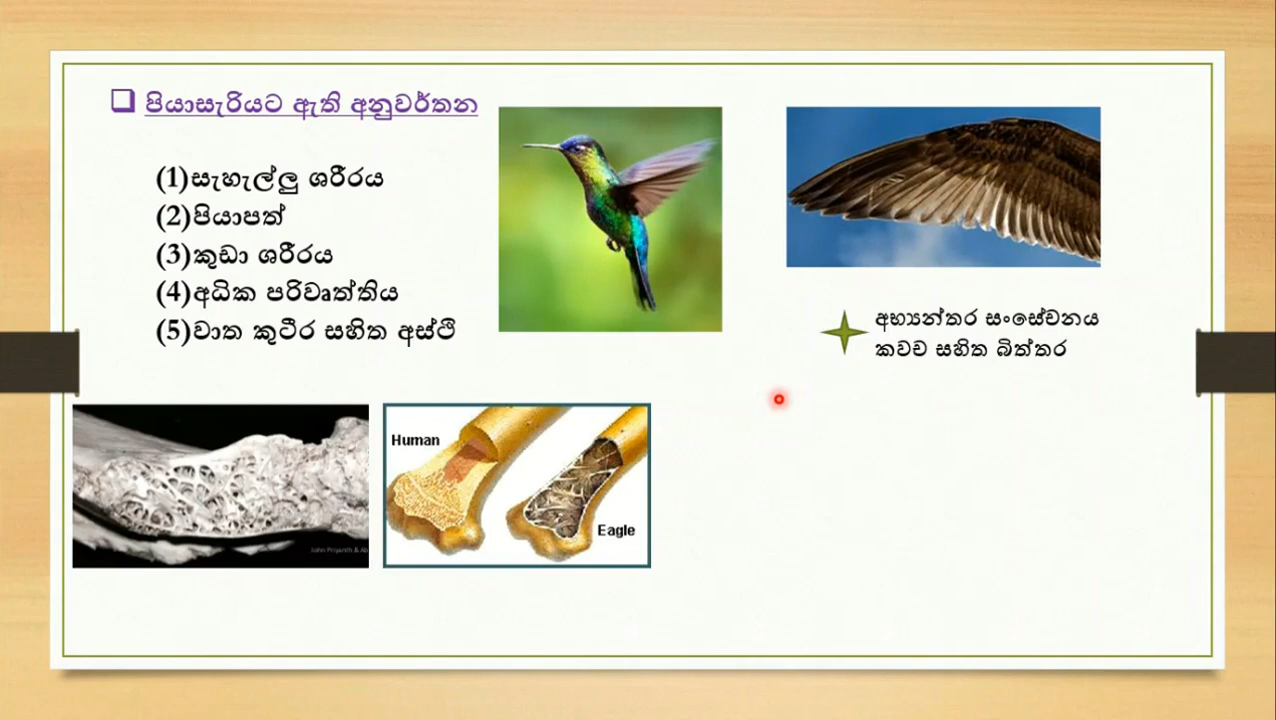 පියාසැරියට ඇති අනුවර්තන
(1)සැහැල්ලු ශරීරය
(2)පියාපත්
(3)කුඩා ශරීරය
(4)අධික පරිවෘත්තිය
(5)වාත කුටීර සහිත අස්ථි
අභ්‍යන්තර සංසේචනය
කවච සහිත බිත්තර
Human
Eagle